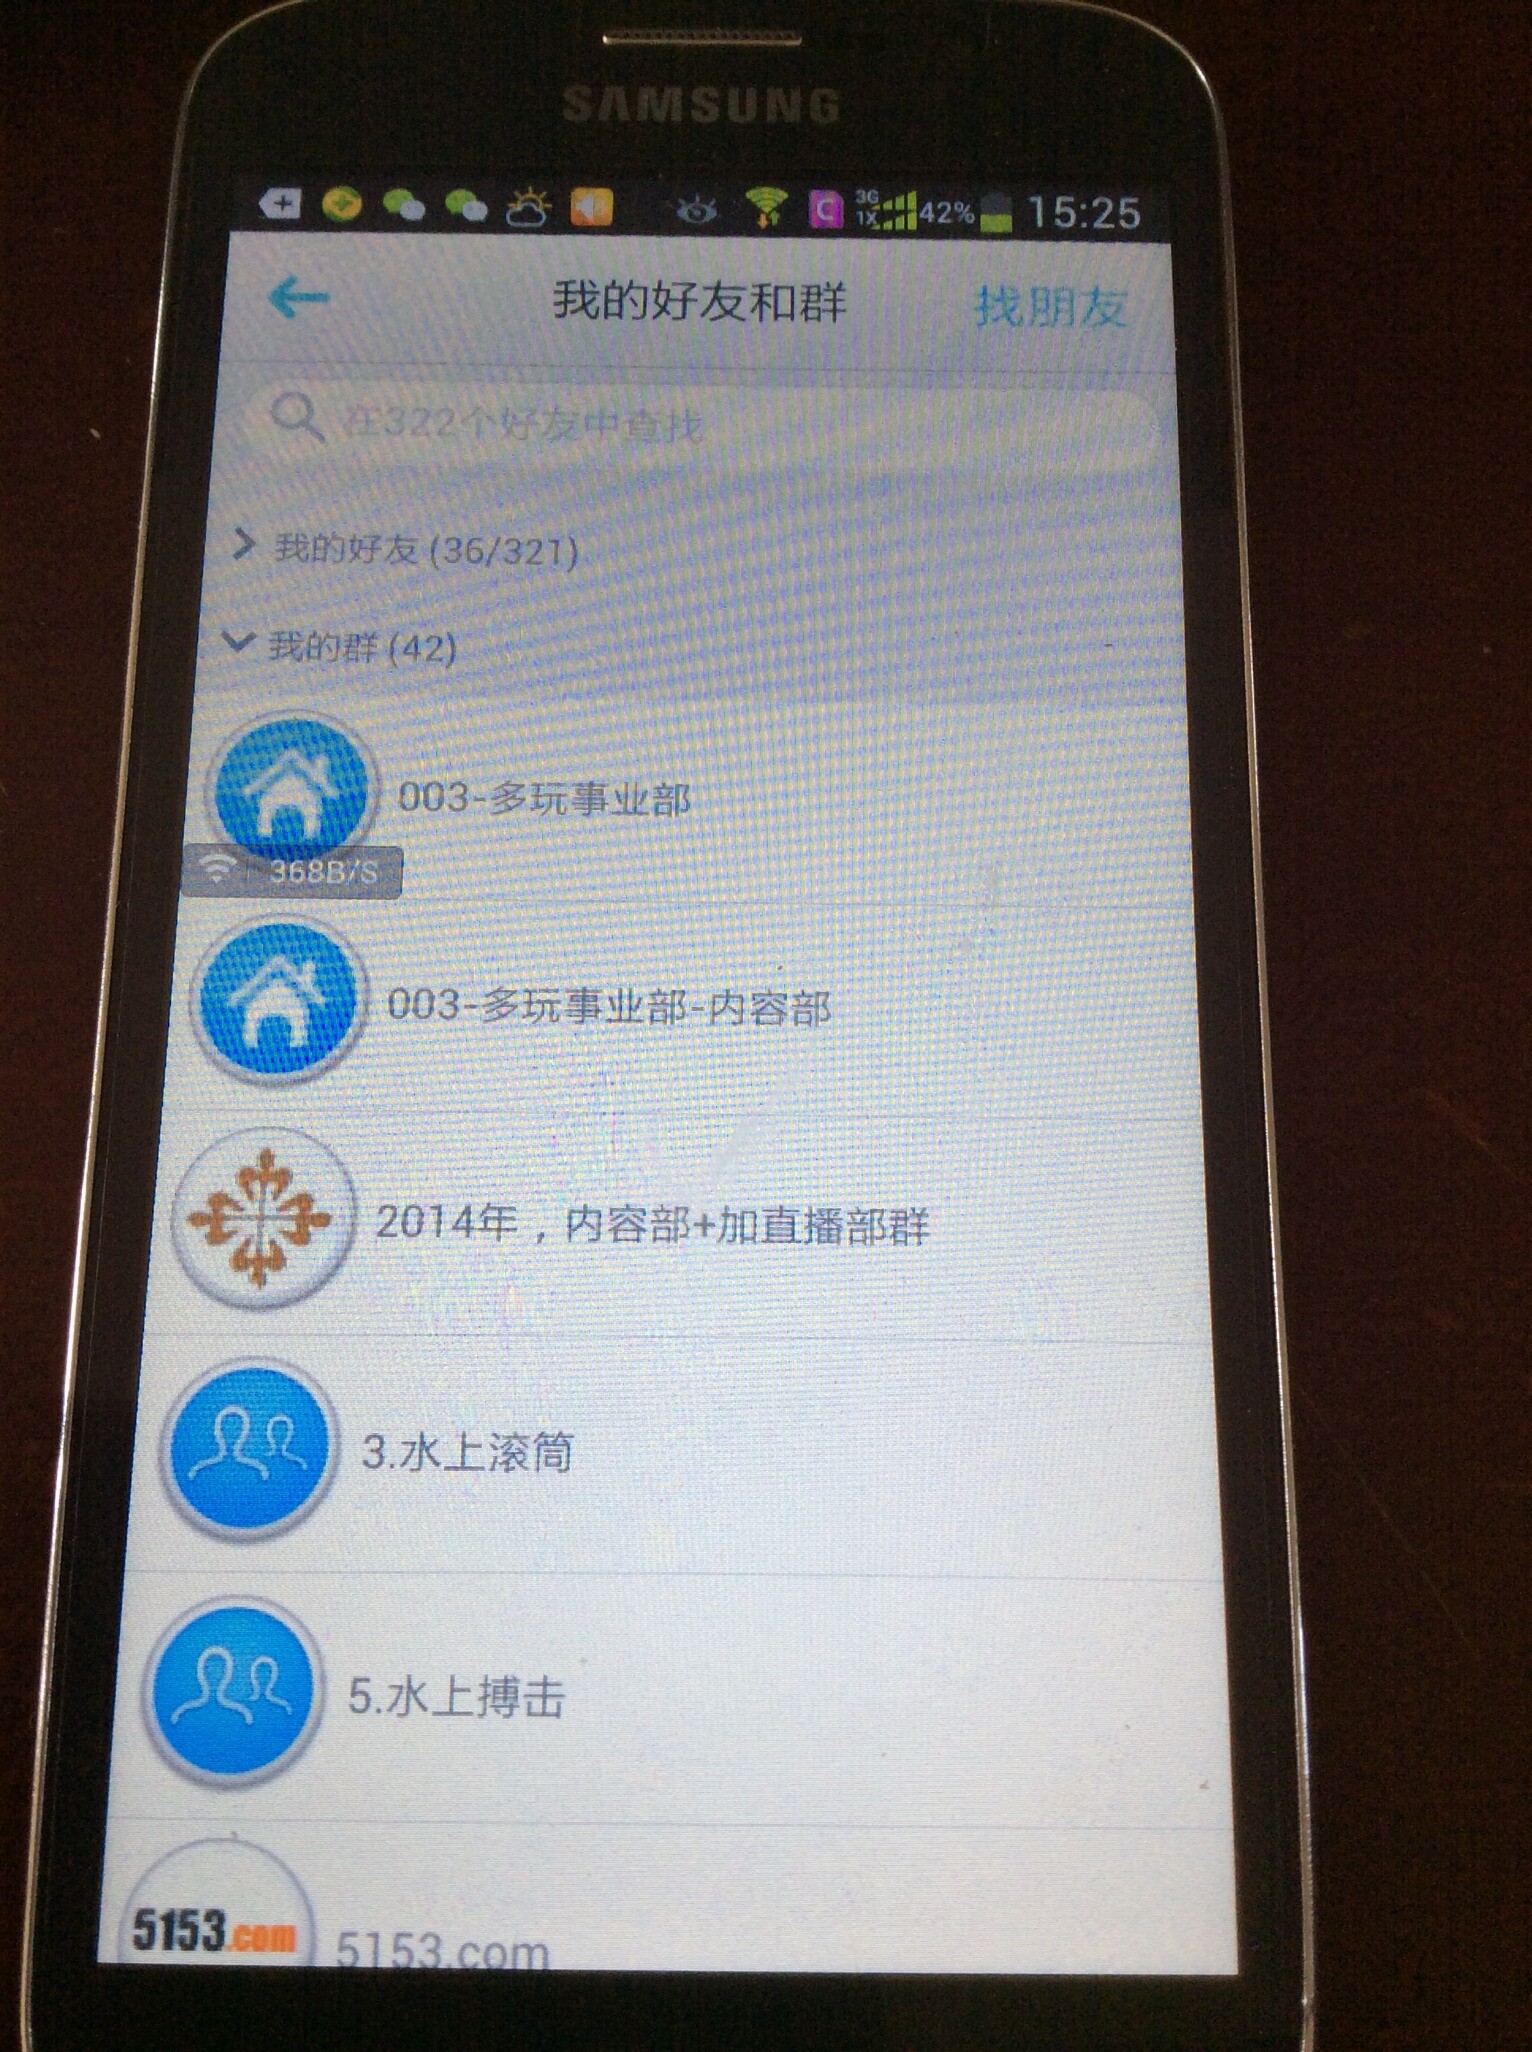 SAMSUNG
3G 1X 42% 15:25
我的好友和群 找朋友
在322个好友中查找
我的好友 (36/321)
我的群 (42)
003-多玩事业部
368B/S
003-多玩事业部-内容部
2014年，内容部+加直播部群
3.水上滚筒
5.水上搏击
5153.com 5153.com